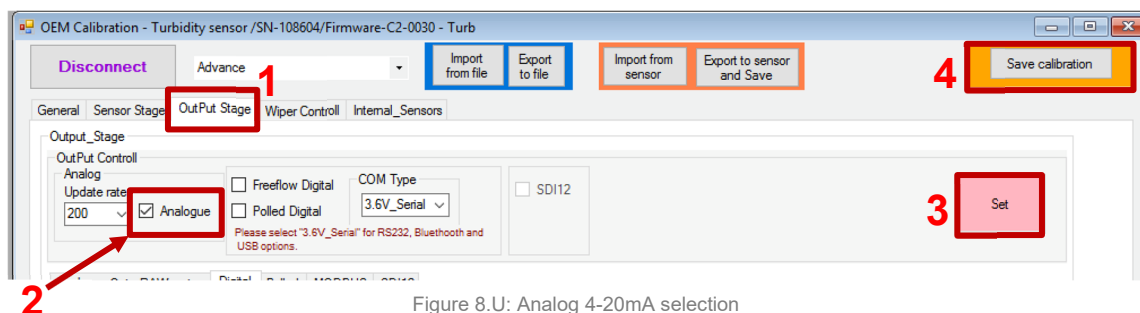 OEM Calibration - Turbidity sensor /SN-108604/Firmware-C2-0030 - Turb
Disconnect
Advance
Import from file
Export to file
Import from sensor
Export to sensor and Save
4
Save calibration
1
General Sensor Stage OutPut Stage Wiper Controll Internal_Sensors
Output_Stage
OutPut Controll
Analog
Update rate
200
Analogue
Freeflow Digital
Polled Digital
COM Type
3.6V_Serial
Please select "3.6V_Serial" for RS232, Bluethooth and
USB options.
SDI12
3
Set
Digital
2
Figure 8.U: Analog 4-20mA selection